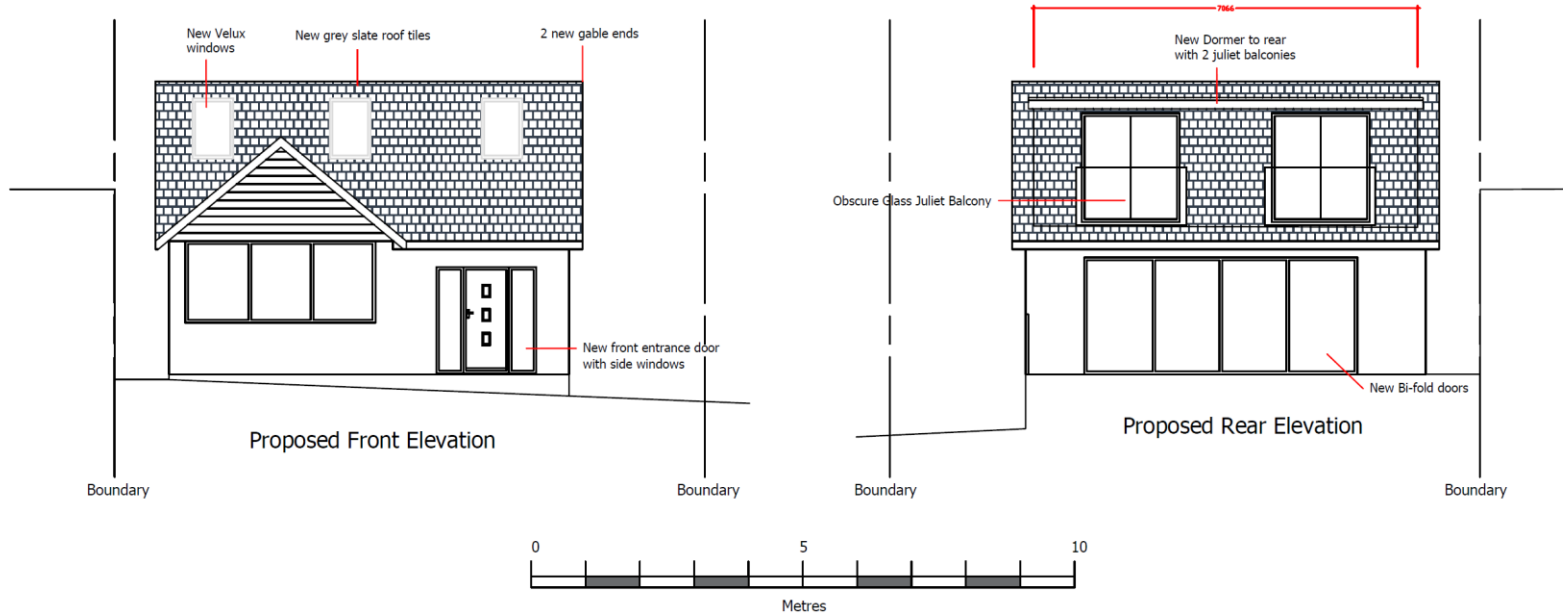 7066
New Velux
windows
New grey slate roof tiles
2 new gable ends
New Dormer to rear
with 2 juliet balconies
Obscure Glass Juliet Balcony
New front entrance door
with side windows
New Bi-fold doors
Proposed Front Elevation
Proposed Rear Elevation
Boundary
Boundary
Boundary
Boundary
0
5
10
Metres